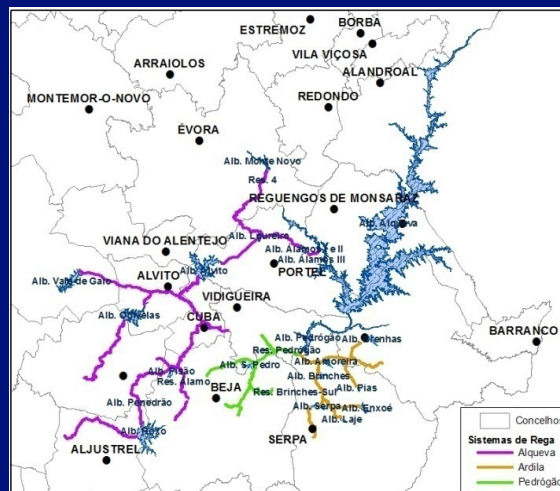 BORBA
ESTREMOZ
VILA VIÇOSA
ARRAIOLOS
ALANDROAL
MONTEMOR-O-NOVO
REDONDO
ÉVORA
Alb. Monte Novo
Res. 4
REGUENGOS DE MONSARAZ
Alb. Alqueva
Alb. Loureiro
VIANA DO ALENTEJO
Alb. Álamos I e II
Alb. Álamos III
Alb. Alvito
PORTEL
Alb. Vale de Gaio
ALVITO
VIDIGUEIRA
Alb. Odivelas
CUBA
BARRANCO
Alb. Pedrógão
Alb. Brenhas
Res. Pedrógão
Alb. Amoreira
Alb. S. Pedro
Alb. Pisão
Res. Álamo
Alb. Brinches
Alb. Pias
BEJA
Res. Brinches-Sul
Alb. Penedrão
Alb. Serpa
Alb. Enxoé
Alb. Laje
Alb. Roxo
SERPA
ALJUSTREL
Concelhos
Sistemas de Rega
Alqueva
Ardila
Pedrógão